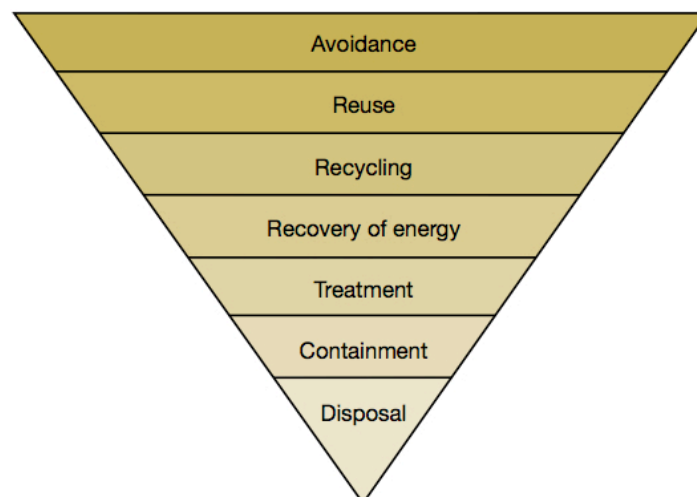 Avoidance
Reuse
Recycling
Recovery of energy
Treatment
Containment
Disposal